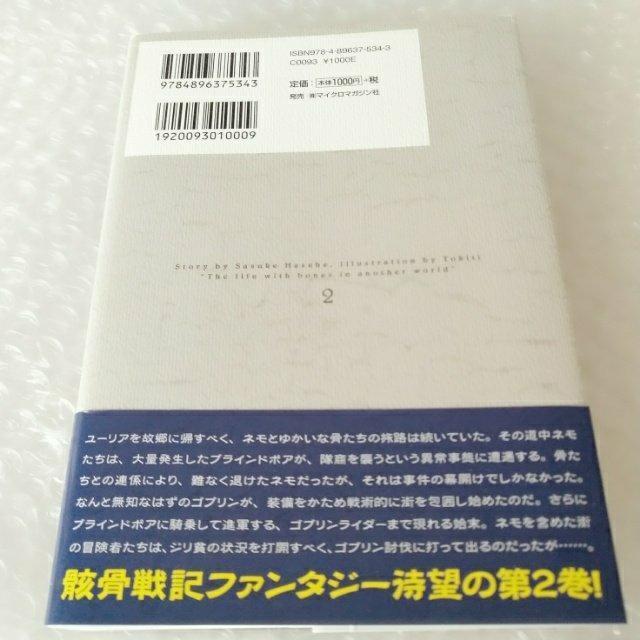 ISBN978-4-89637-534-3
C0093 ¥1000E
9784896375343
定価:本体1000円+税
発売 ㈱マイクロマガジン社
1920093010009
Story by Sasuke Hasebe, illustration by Tokiti
"The life with bones in another world"
2
ユーリアを故郷に帰すべく、ネモとゆかいな骨たちの旅路は続いていた。その道中ネモ
たちは、大量発生したブラインドボアが、隊商を襲うという異常事態に遭遇する。骨た
ちとの連係により、難なく退けたネモだが、それは事件の幕開けでしかなかった。
なんと無知なはずのゴブリンが、装備をかため戦術的に街を包囲し始めたのだ。さらに
ブラインドボアに騎乗して進軍する、ゴブリンライダーまで現れる始末。ネモを含めた街
の冒険者たちは、ジリ貧の状況を打開すべく、ゴブリン討伐に打って出るのだったが……。
骸骨戦記ファンタジー待望の第2巻!